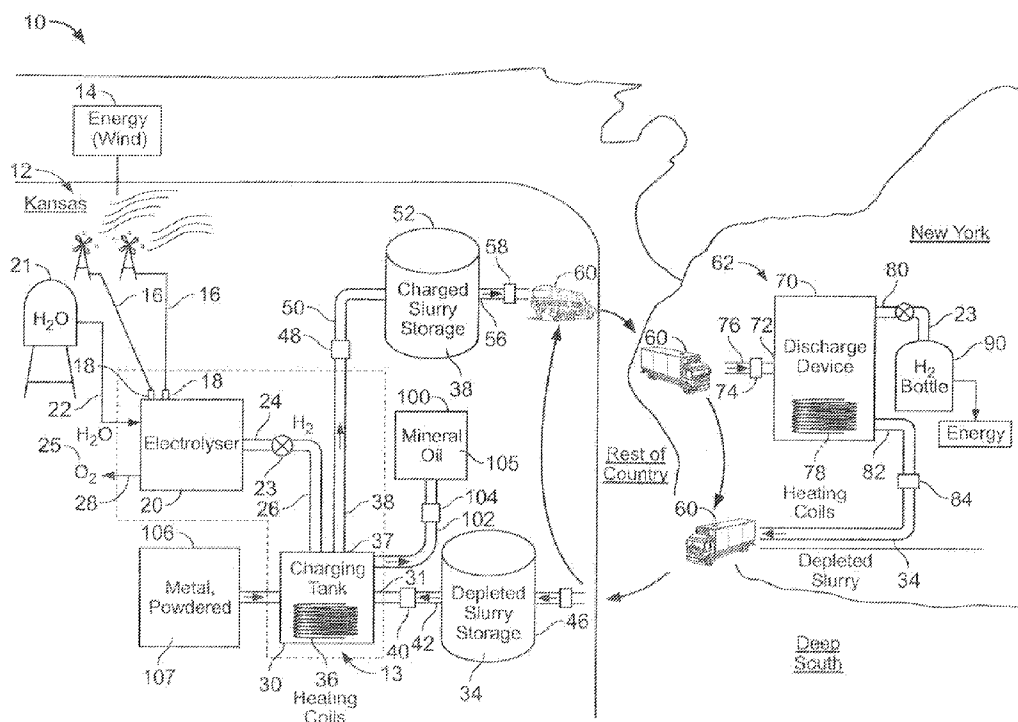 10
14
Energy
(Wind)
12
Kansas
21
H2O
16
16
18
18
22
H2O
25
O2
28
Electrolyser
20
24
H2
23
26
50
48
52
Charged
Slurry
Storage
38
56
58
60
100
Mineral
Oil
105
104
102
38
37
106
Metal,
Powdered
107
Charging
Tank
31
30
36
Heating
Coils
13
40
42
Depleted
Slurry
Storage
34
46
Rest of
Country
New York
62
70
60
76
72
74
Discharge
Device
80
23
90
H2
Bottle
Energy
78
Heating
Coils
82
84
60
34
Depleted
Slurry
Deep
South